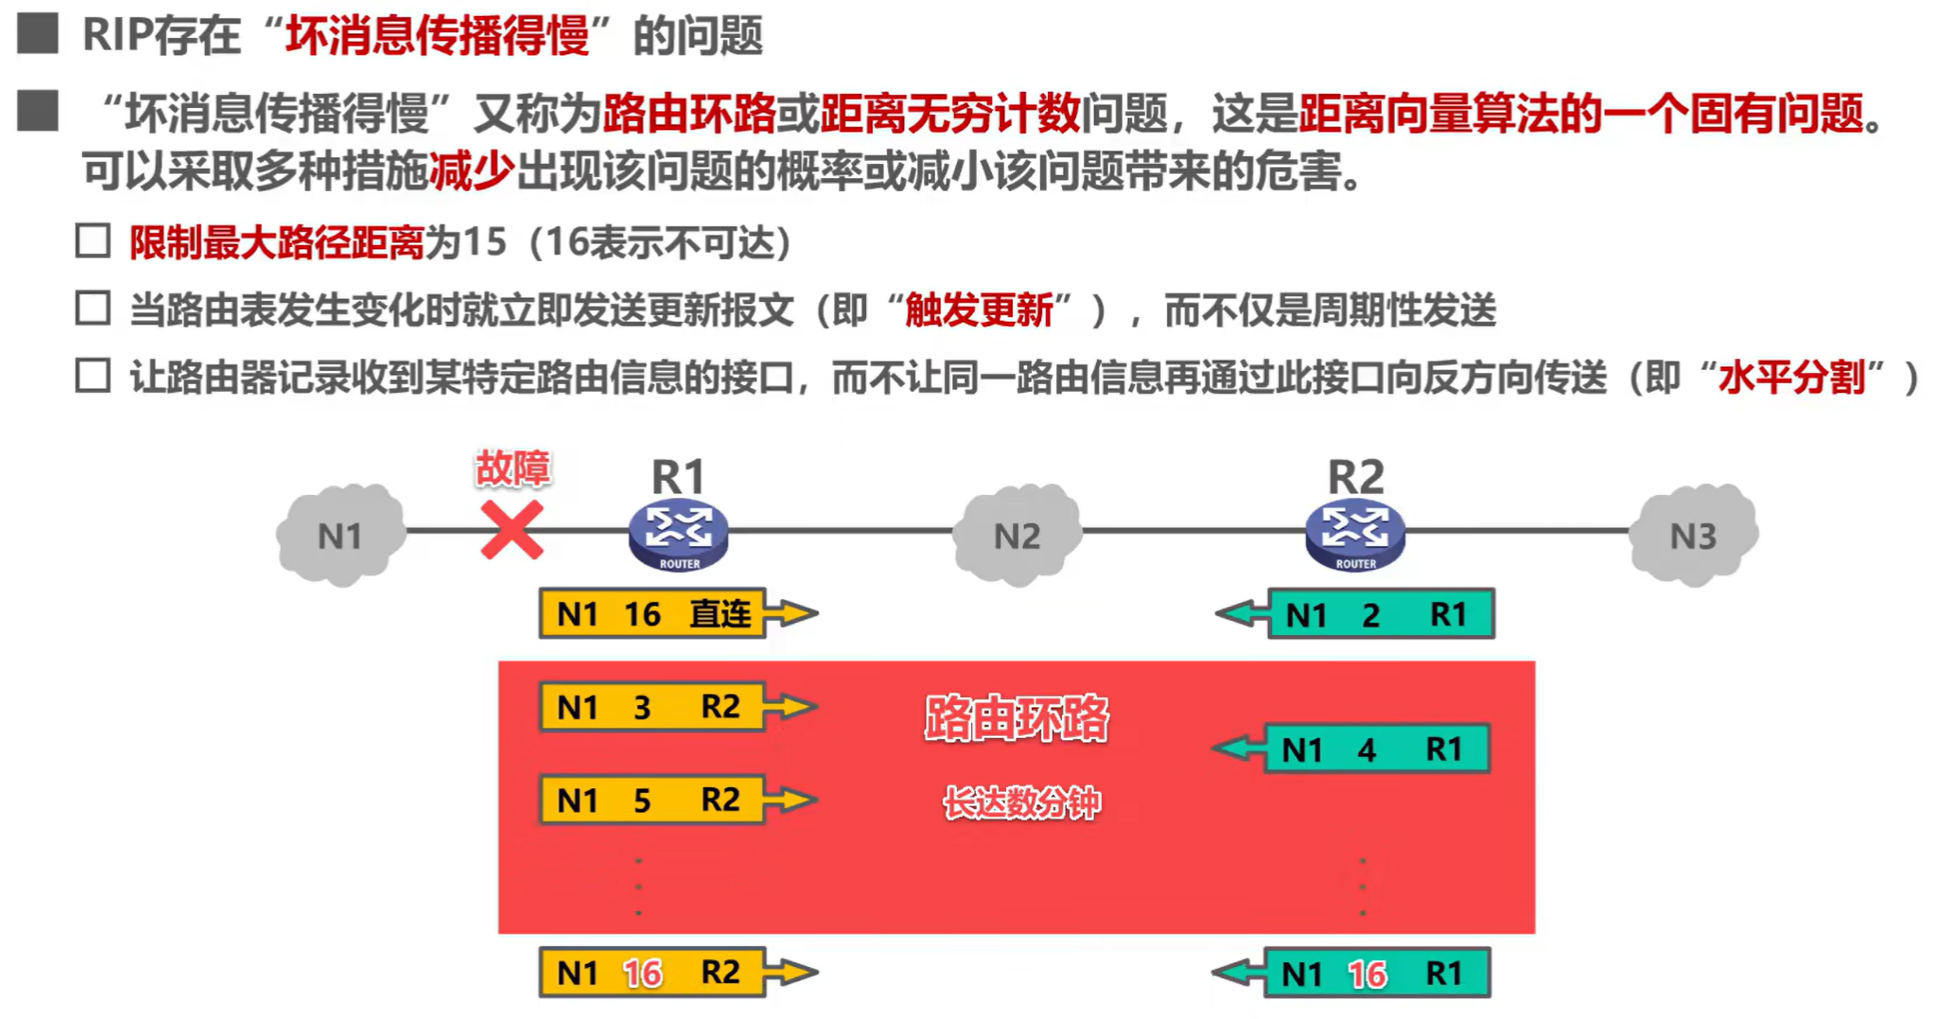 RIP存在“坏消息传播得慢”的问题
“坏消息传播得慢”又称为路由环路或距离无穷计数问题，这是距离向量算法的一个固有问题。
可以采取多种措施减少出现该问题的概率或减小该问题带来的危害。
限制最大路径距离为15（16表示不可达）
当路由表发生变化时就立即发送更新报文（即“触发更新”），而不仅是周期性发送
让路由器记录收到某特定路由信息的接口，而不让同一路由信息再通过此接口向反方向传送（即“水平分割”）
故障
R1
R2
N1
N2
N3
ROUTER
ROUTER
N1 16 直连
N1 2 R1
N1 3 R2
路由环路
N1 4 R1
N1 5 R2
长达数分钟
N1 16 R2
N1 16 R1